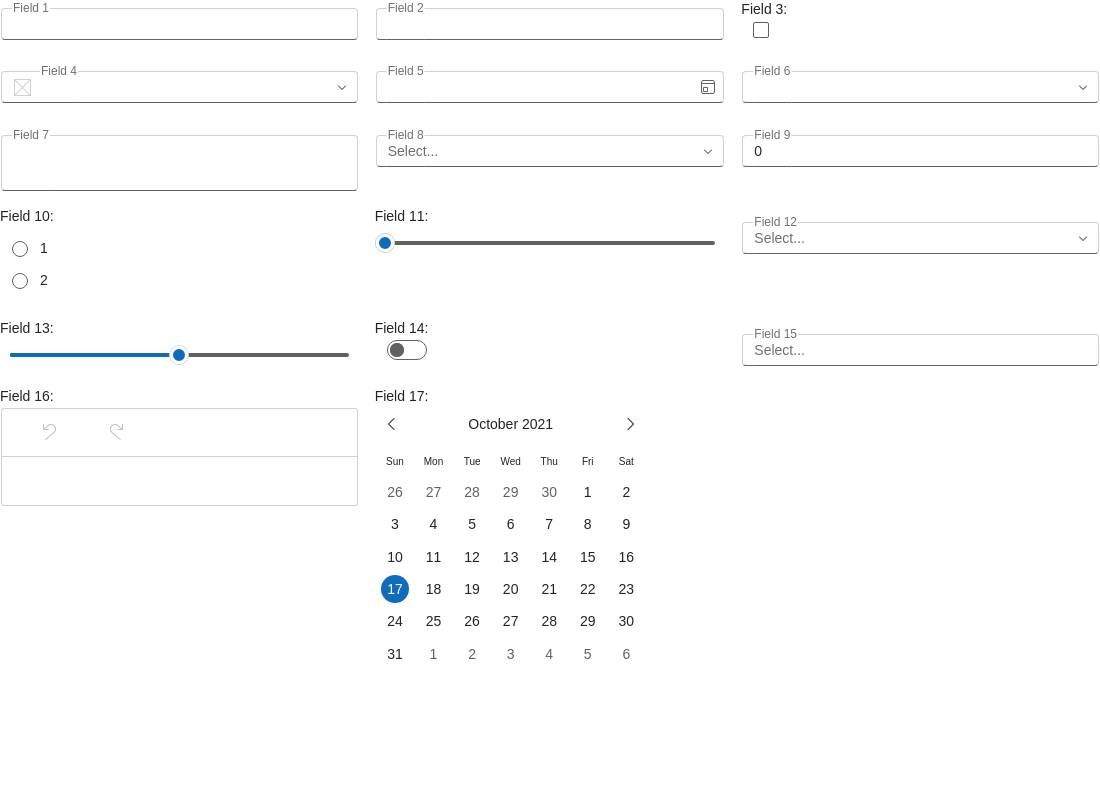 Field 1
Field 2
Field 3:
Field 4
Field 5
Field 6
Field 7
Field 8
Select...
Field 9
0
Field 10:
1
2
Field 11:
Field 12
Select...
Field 13:
Field 14:
Field 15
Select...
Field 16:
Field 17:
October 2021
Sun Mon Tue Wed Thu Fri Sat
26 27 28 29 30 1 2
3 4 5 6 7 8 9
10 11 12 13 14 15 16
17 18 19 20 21 22 23
24 25 26 27 28 29 30
31 1 2 3 4 5 6